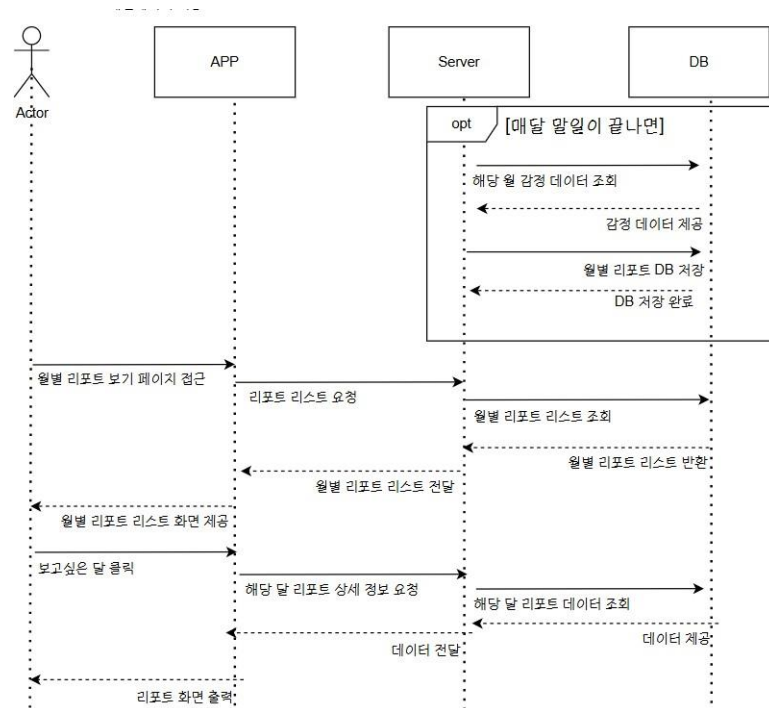 APP
Server
DB
Actor
opt
[매달 말일이 끝나면]
해당 월 감정 데이터 조회
감정 데이터 제공
월별 리포트 DB 저장
DB 저장 완료
월별 리포트 보기 페이지 접근
리포트 리스트 요청
월별 리포트 리스트 조회
월별 리포트 리스트 반환
월별 리포트 리스트 전달
월별 리포트 리스트 화면 제공
보고싶은 달 클릭
해당 달 리포트 상세 정보 요청
해당 달 리포트 데이터 조회
데이터 제공
데이터 전달
리포트 화면 출력